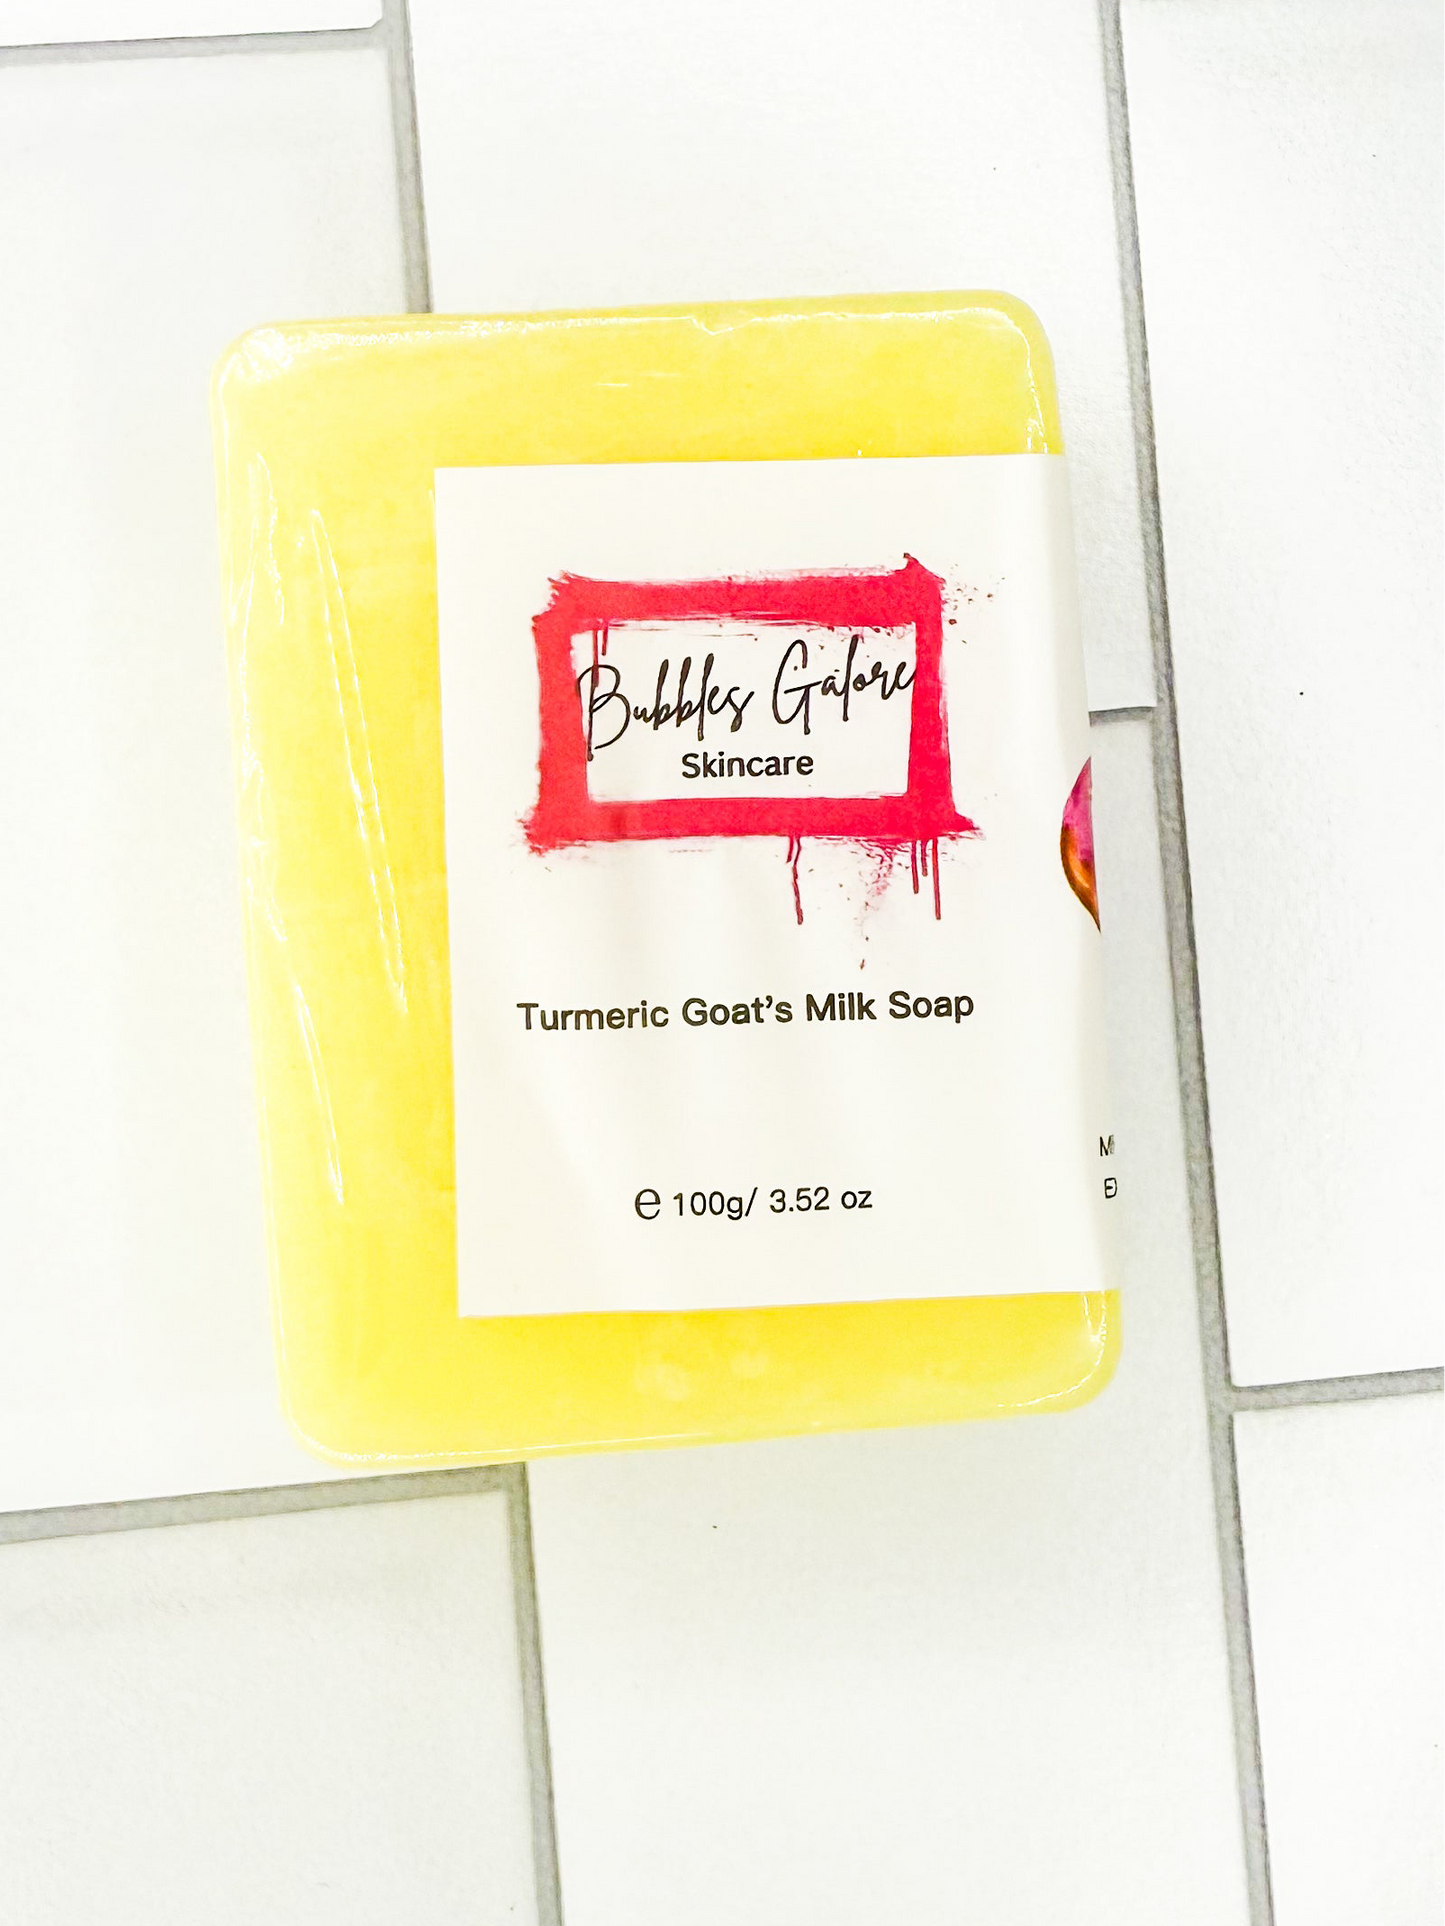 Bubbles Galore
Skincare
Turmeric Goat's Milk Soap
e 100g/ 3.52 oz